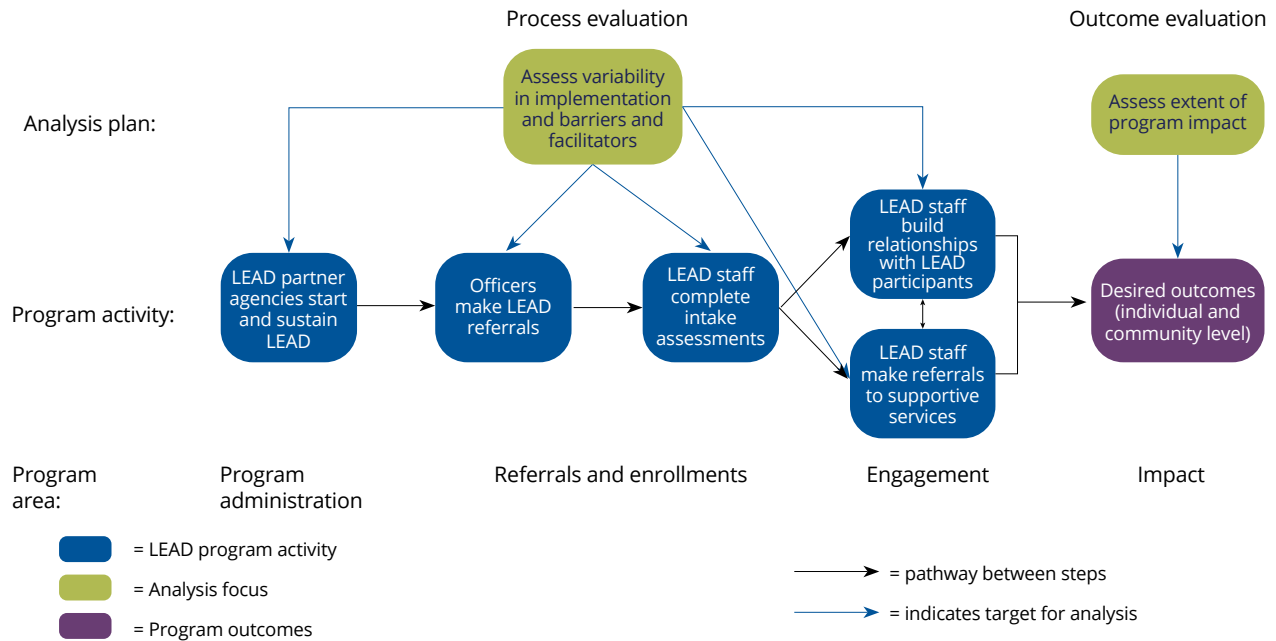 Process evaluation
Outcome evaluation
Analysis plan:
Assess variability
in implementation
and barriers and
facilitators
Assess extent of
program impact
Program activity:
LEAD partner
agencies start
and sustain
LEAD
Officers
make LEAD
referrals
LEAD staff
complete
intake
assessments
LEAD staff
build
relationships
with LEAD
participants
LEAD staff
make referrals
to supportive
services
Desired outcomes
(individual and
community level)
Program
area:
Program
administration
Referrals and enrollments
Engagement
Impact
= LEAD program activity
= Analysis focus
= Program outcomes
= pathway between steps
= indicates target for analysis